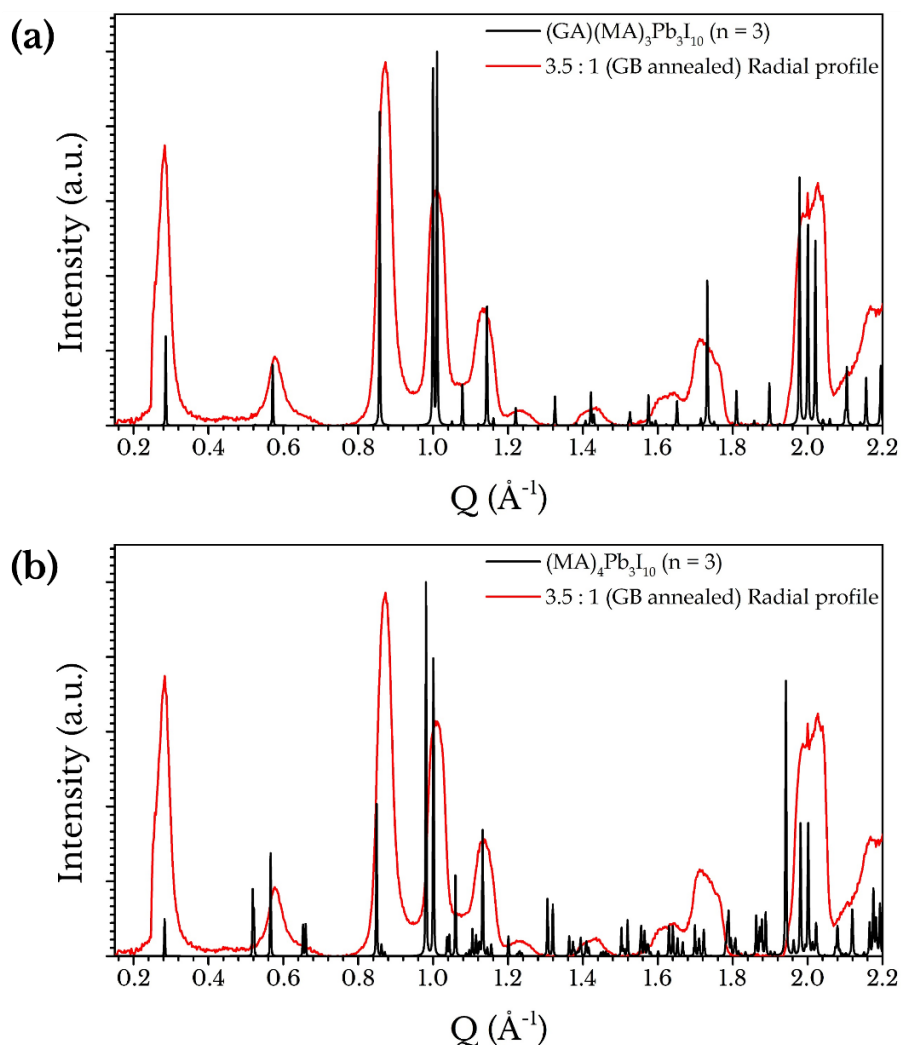 (a)
(GA)(MA)₃Pb₃I₁₀ (n = 3)
3.5 : 1 (GB annealed) Radial profile
Intensity (a.u.)
0.2 0.4 0.6 0.8 1.0 1.2 1.4 1.6 1.8 2.0 2.2
Q (Å⁻¹)
(b)
(MA)₄Pb₃I₁₀ (n = 3)
3.5 : 1 (GB annealed) Radial profile
Intensity (a.u.)
0.2 0.4 0.6 0.8 1.0 1.2 1.4 1.6 1.8 2.0 2.2
Q (Å⁻¹)